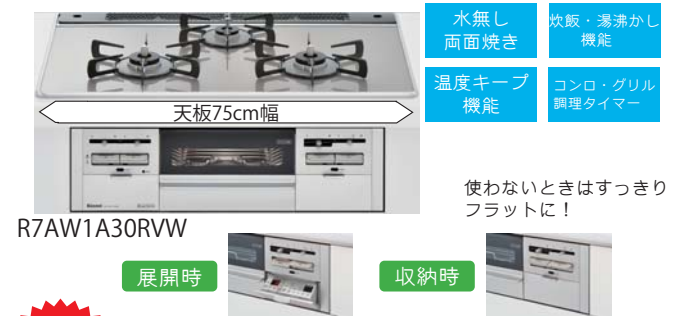 水無し
両面焼き
炊飯・湯沸かし
機能
温度キープ
機能
コンロ・グリル
調理タイマー
天板75cm幅
Rinnai
使わないときはすっきり
フラットに！
R7AW1A30RVW
展開時
収納時